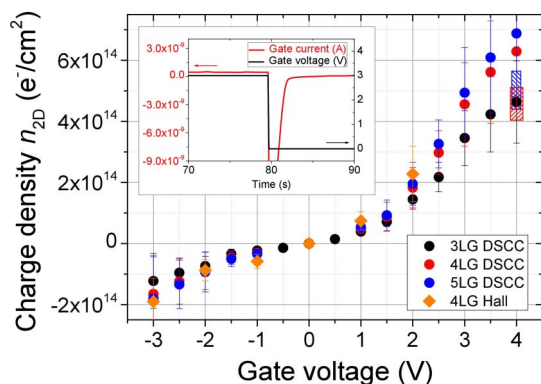 Charge density n2D (e-/cm2)
6x10^14
4x10^14
2x10^14
0
-2x10^14
-3 -2 -1 0 1 2 3 4
Gate voltage (V)
3.0x10^-9
0.0
-3.0x10^-9
-6.0x10^-9
-9.0x10^-9
Gate current (A)
Gate voltage (V)
3
2
1
0
70 80 90
Time (s)
3LG DSCC
4LG DSCC
5LG DSCC
4LG Hall